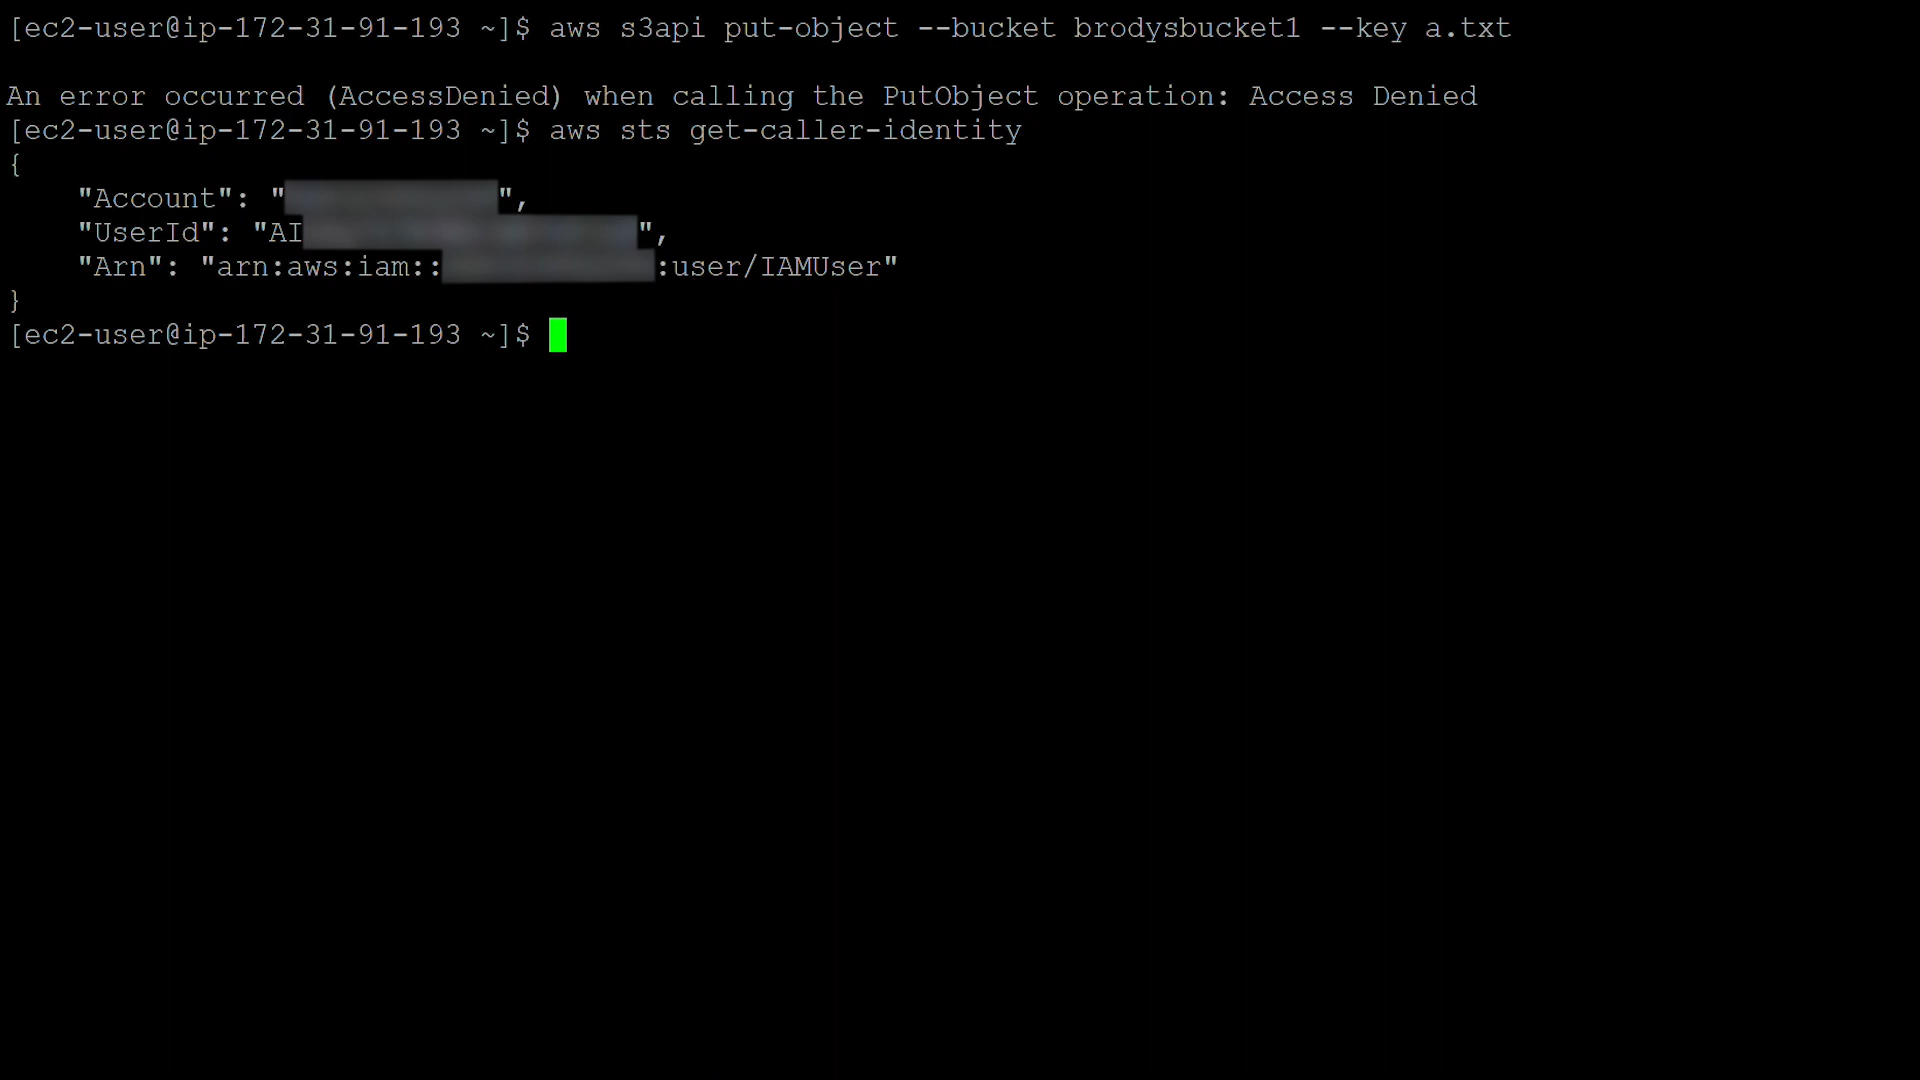 [ec2-user@ip-172-31-91-193 ~]$ aws s3api put-object --bucket brodysbucket1 --key a.txt
An error occurred (AccessDenied) when calling the PutObject operation: Access Denied
[ec2-user@ip-172-31-91-193 ~]$ aws sts get-caller-identity
{
    "Account": "",
    "UserId": "AI",
    "Arn": "arn:aws:iam:::user/IAMUser"
}
[ec2-user@ip-172-31-91-193 ~]$